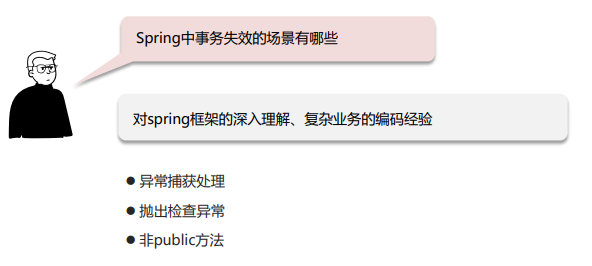 Spring中事务失效的场景有哪些
对spring框架的深入理解、复杂业务的编码经验
● 异常捕获处理
● 抛出检查异常
● 非public方法